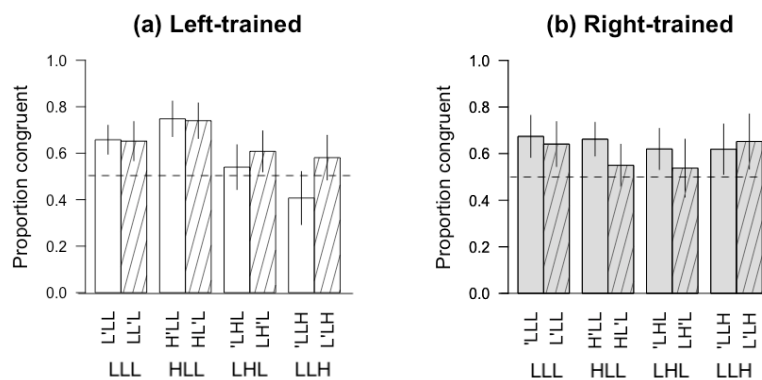 (a) Left-trained
Proportion congruent
1.0
0.8
0.6
0.4
0.2
0.0
L'LL
LL'L
H'LL
HL'L
'LHL
LH'L
'LLH
L'LH
LLL HLL LHL LLH
(b) Right-trained
Proportion congruent
1.0
0.8
0.6
0.4
0.2
0.0
'LLL
L'LL
H'LL
HL'L
'LHL
LH'L
'LLH
L'LH
LLL HLL LHL LLH